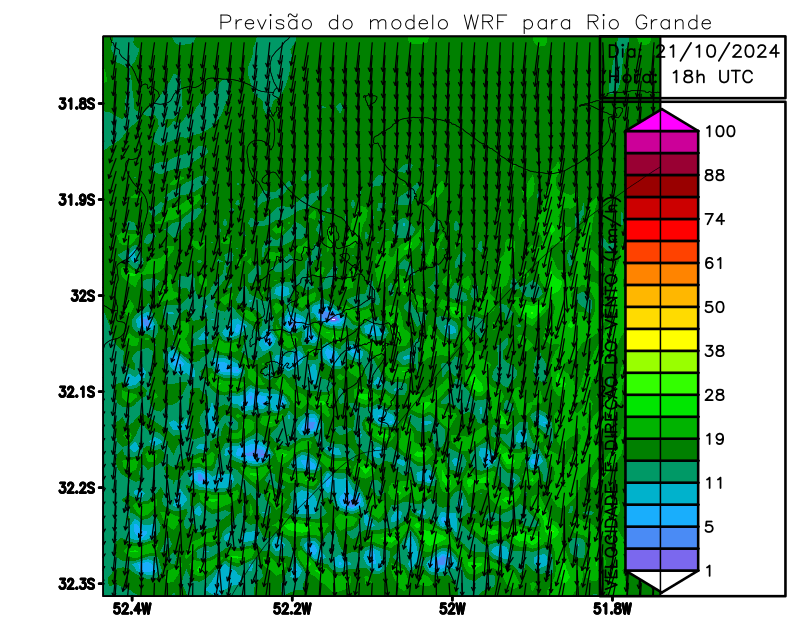 Previsão do modelo WRF para Rio Grande
Dia: 21/10/2024
Hora: 18h UTC
31.8S
31.9S
32S
32.1S
32.2S
32.3S
52.4W
52.2W
52W
51.8W
VELOCIDADE E DIREÇÃO DO VENTO (km/h)
100
88
74
61
50
38
28
19
11
5
1